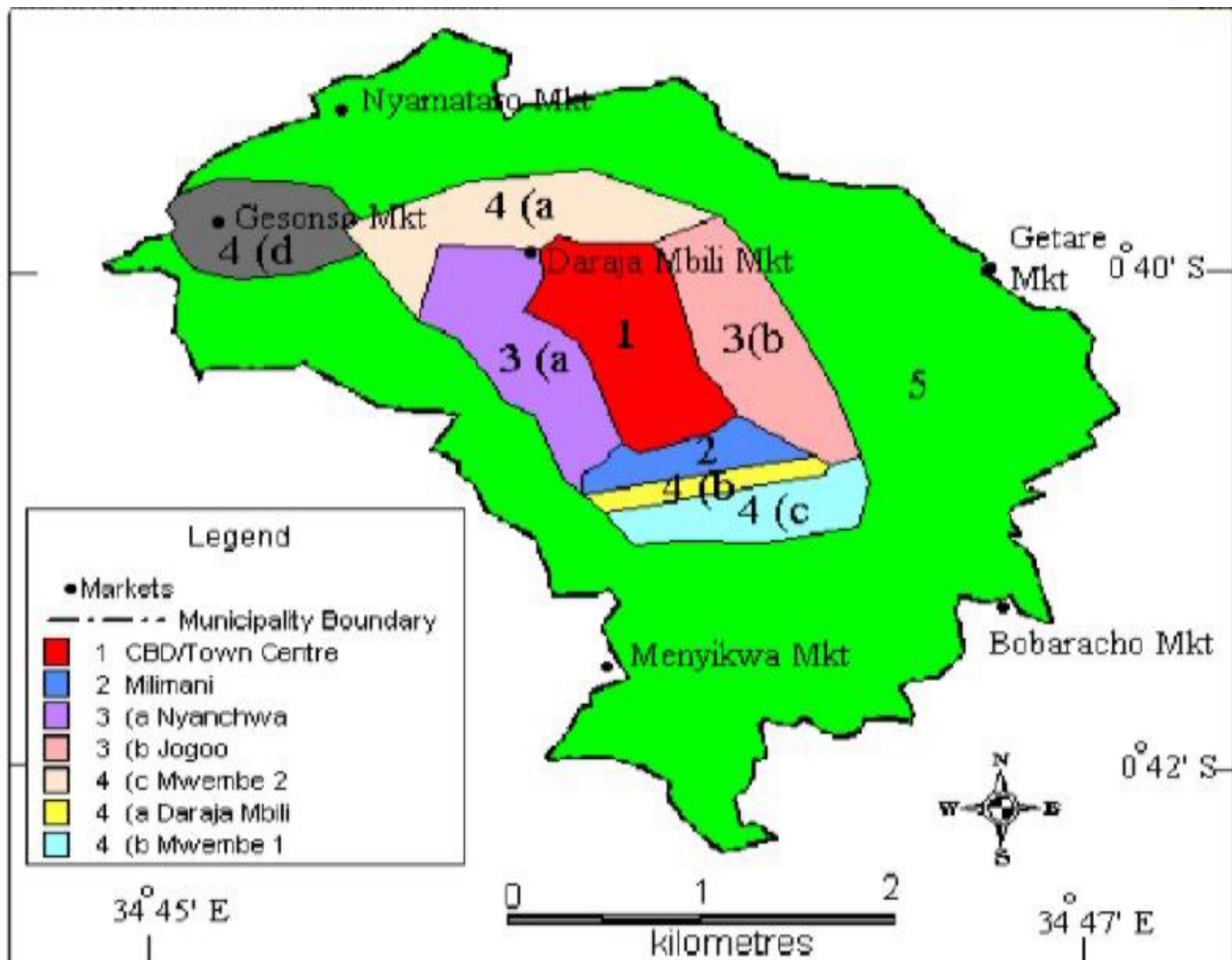 Nyamataro Mkt
4 (a
Gesonso Mkt
4 (d
Daraja Mbili Mkt
Getare
Mkt
0° 40' S
1
3(b
3 (a
5
2
4 (b
4 (c
Legend
Markets
Municipality Boundary
1 CBD/Town Centre
2 Milimani
3 (a Nyanchwa
3 (b Jogoo
4 (c Mwembe 2
4 (a Daraja Mbili
4 (b Mwembe 1
Menyikwa Mkt
Bobaracho Mkt
0° 42' S
N
W E
S
0 1 2
kilometres
34° 45' E
34° 47' E